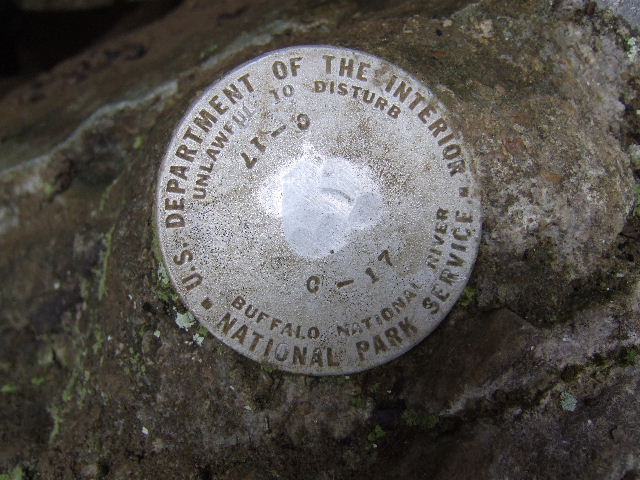 U.S. DEPARTMENT OF THE INTERIOR
UNLAWFUL TO DISTURB
C-17
C-17
BUFFALO NATIONAL RIVER
NATIONAL PARK SERVICE